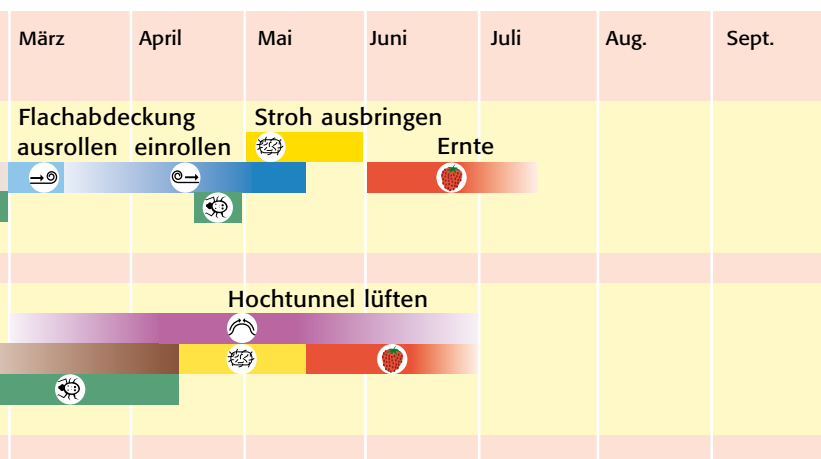 März April Mai Juni Juli Aug. Sept.
Flachabdeckung Stroh ausbringen
ausrollen einrollen Ernte
Hochtunnel lüften